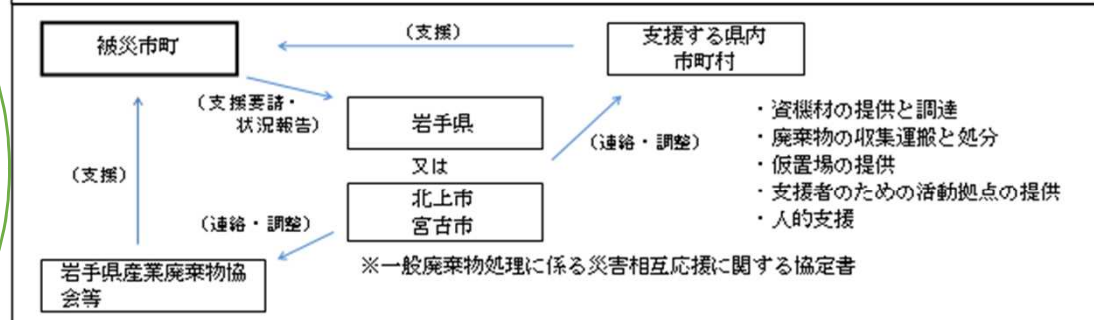 被災市町
(支援)
支援する県内
市町村
(支援要請・
状況報告)
岩手県
(連絡・調整)
・資機材の提供と調達
・廃棄物の収集運搬と処分
・仮置場の提供
・支援者のための活動拠点の提供
・人的支援
又は
(支援)
北上市
宮古市
(連絡・調整)
岩手県産業廃棄物協
会等
※一般廃棄物処理に係る災害相互応援に関する協定書